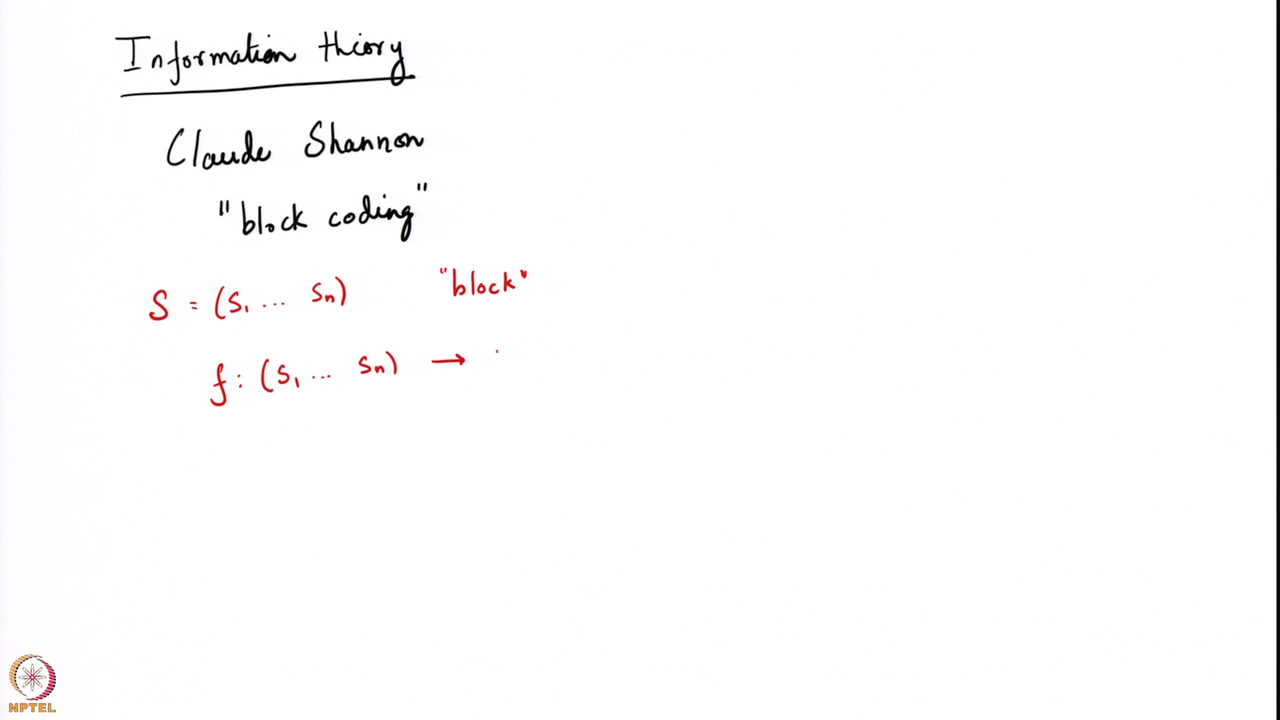 Information theory
Claude Shannon
"block coding"
S = (S₁ ... Sₙ) "block"
f : (S₁ ... Sₙ) →
NPTEL